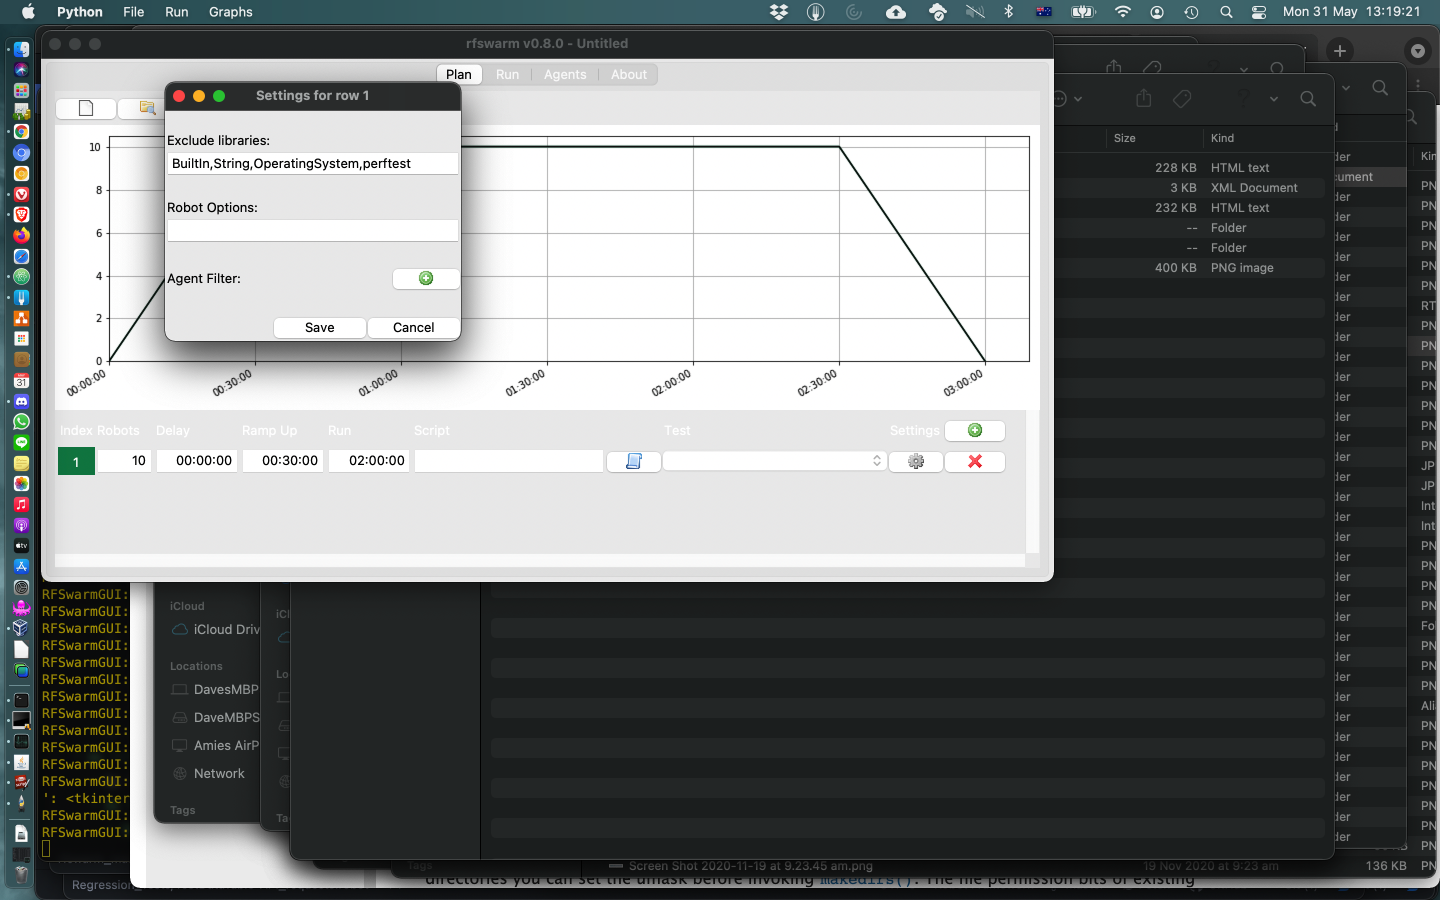 Python File Run Graphs
Mon 31 May 13:19:21
rfswarm v0.8.0 - Untitled
Plan Run Agents About
Settings for row 1
Exclude libraries:
BuiltIn,String,OperatingSystem,perftest
Robot Options:
Agent Filter:
Save Cancel
10
8
6
4
2
0
00:00:00 00:30:00 01:00:00 01:30:00 02:00:00 02:30:00 03:00:00
Index Robots Delay Ramp Up Run Script Test Settings
1 10 00:00:00 00:30:00 02:00:00
Size Kind
228 KB HTML text
3 KB XML Document
232 KB HTML text
-- Folder
-- Folder
400 KB PNG image
RFSwarmGUI:
RFSwarmGUI:
RFSwarmGUI:
RFSwarmGUI:
RFSwarmGUI:
RFSwarmGUI:
RFSwarmGUI:
RFSwarmGUI:
RFSwarmGUI:
RFSwarmGUI:
RFSwarmGUI:
RFSwarmGUI:
': <tkinter
RFSwarmGUI:
RFSwarmGUI:
iCloud
iCloud Driv
Locations
DavesMBP
DaveMBPS
Amies AirP
Network
Tags
Tags
Screen Shot 2020-11-19 at 9.23.45 am.png 19 Nov 2020 at 9:23 am 136 KB
Regression_
directories you can set the umask before invoking makedirs(). The file permission bits of existing